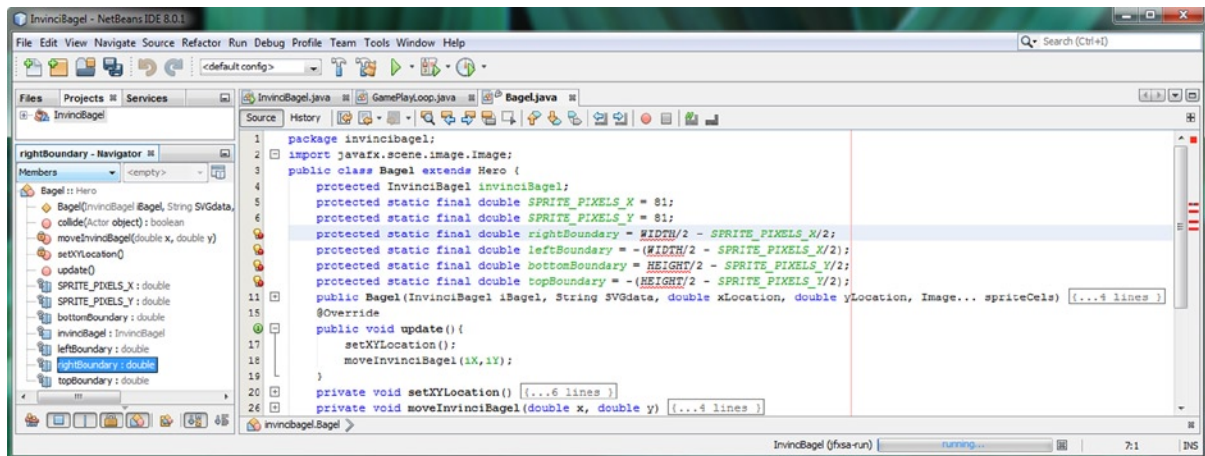 InvinciBagel - NetBeans IDE 8.0.1
File Edit View Navigate Source Refactor Run Debug Profile Team Tools Window Help
Search (Ctrl+I)
<default config>
Files Projects Services
InvinciBagel
rightBoundary - Navigator
Members <empty>
Bagel :: Hero
Bagel(InvinciBagel iBagel, String SVGdata,
collide(Actor object) : boolean
moveInvinciBagel(double x, double y)
setXYLocation()
update()
SPRITE_PIXELS_X : double
SPRITE_PIXELS_Y : double
bottomBoundary : double
invinciBagel : InvinciBagel
leftBoundary : double
rightBoundary : double
topBoundary : double
InvinciBagel.java GamePlayLoop.java Bagel.java
Source History
1 package invincibagel;
2 import javafx.scene.image.Image;
3 public class Bagel extends Hero {
4 protected InvinciBagel invinciBagel;
5 protected static final double SPRITE_PIXELS_X = 81;
6 protected static final double SPRITE_PIXELS_Y = 81;
protected static final double rightBoundary = WIDTH/2 - SPRITE_PIXELS_X/2;
protected static final double leftBoundary = -(WIDTH/2 - SPRITE_PIXELS_X/2);
protected static final double bottomBoundary = HEIGHT/2 - SPRITE_PIXELS_Y/2;
protected static final double topBoundary = -(HEIGHT/2 - SPRITE_PIXELS_Y/2);
11 public Bagel(InvinciBagel iBagel, String SVGdata, double xLocation, double yLocation, Image... spriteCels) {...4 lines }
15 @Override
public void update(){
17 setXYLocation();
18 moveInvinciBagel(iX,iY);
19 }
20 private void setXYLocation() {...6 lines }
26 private void moveInvinciBagel(double x, double y) {...4 lines }
invincibagel.Bagel
InvinciBagel (jfxsa-run) running... 7:1 INS